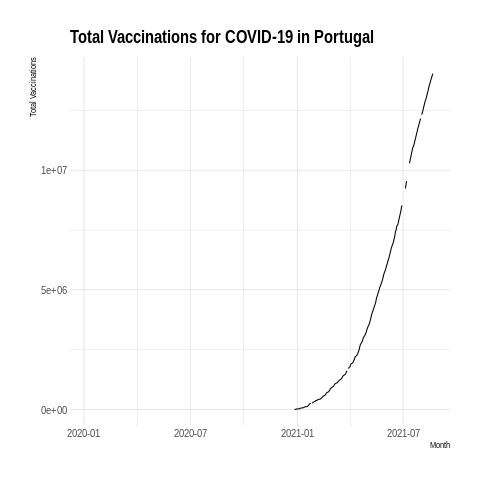 Total Vaccinations for COVID-19 in Portugal
Total Vaccinations
1e+07
5e+06
0e+00
2020-01 2020-07 2021-01 2021-07
Month